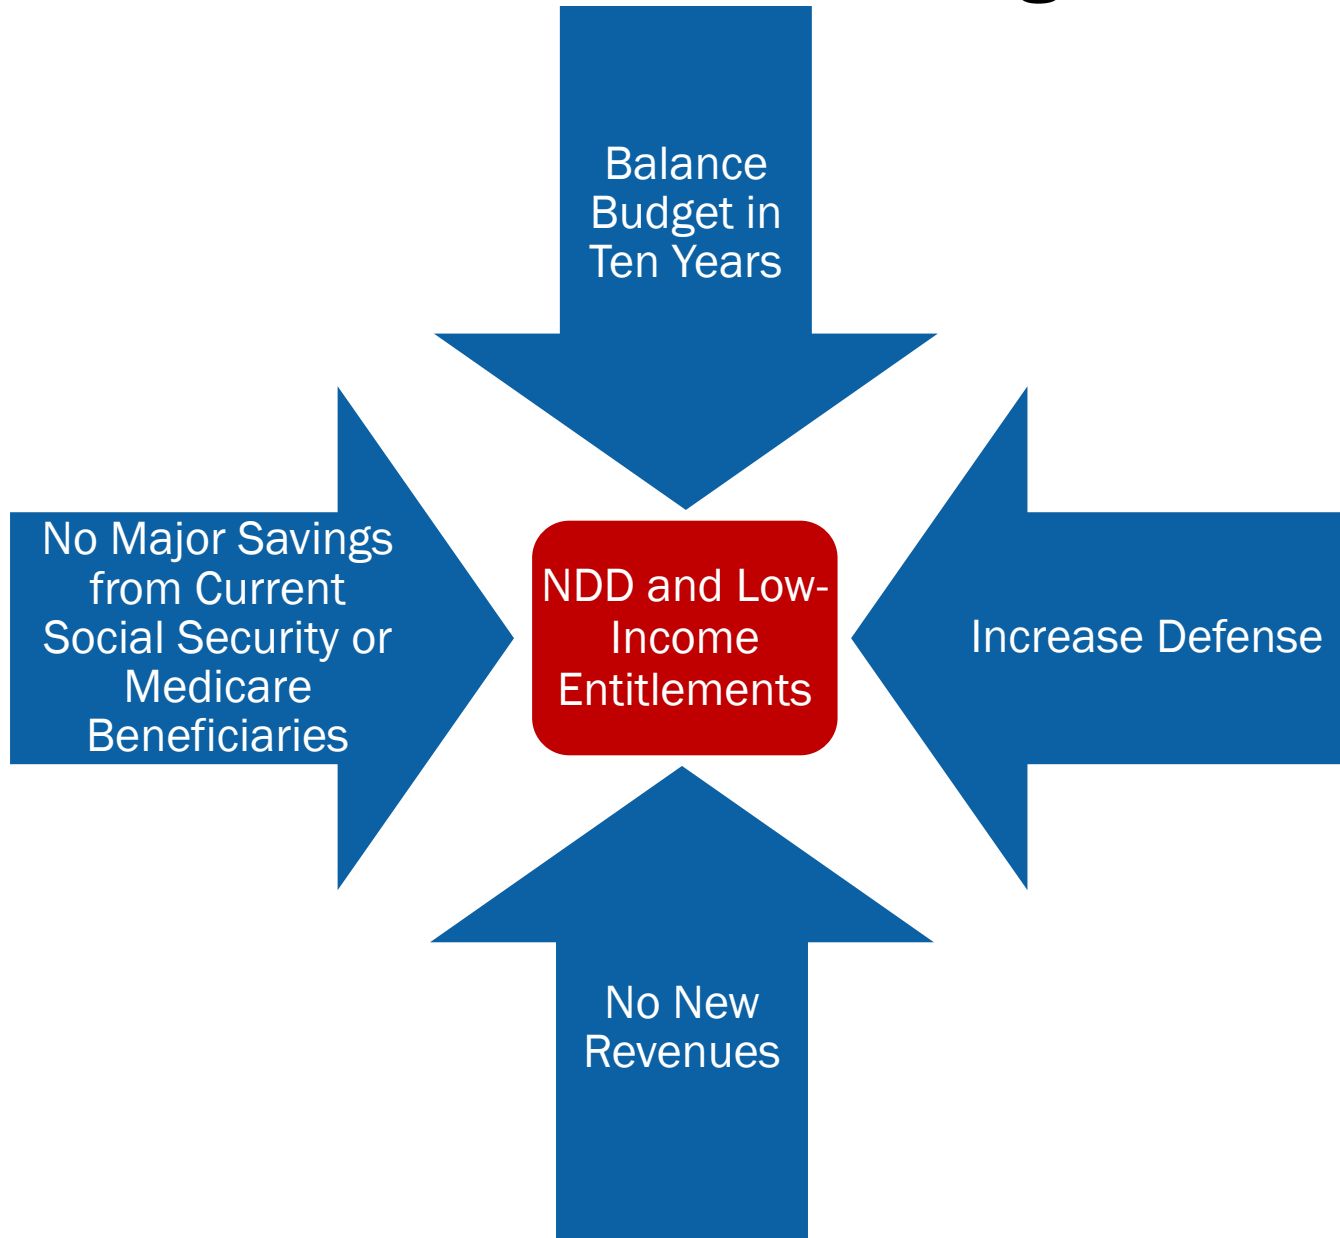 Balance
Budget in
Ten Years
No Major Savings
from Current
Social Security or
Medicare
Beneficiaries
NDD and Low-
Income
Entitlements
Increase Defense
No New
Revenues